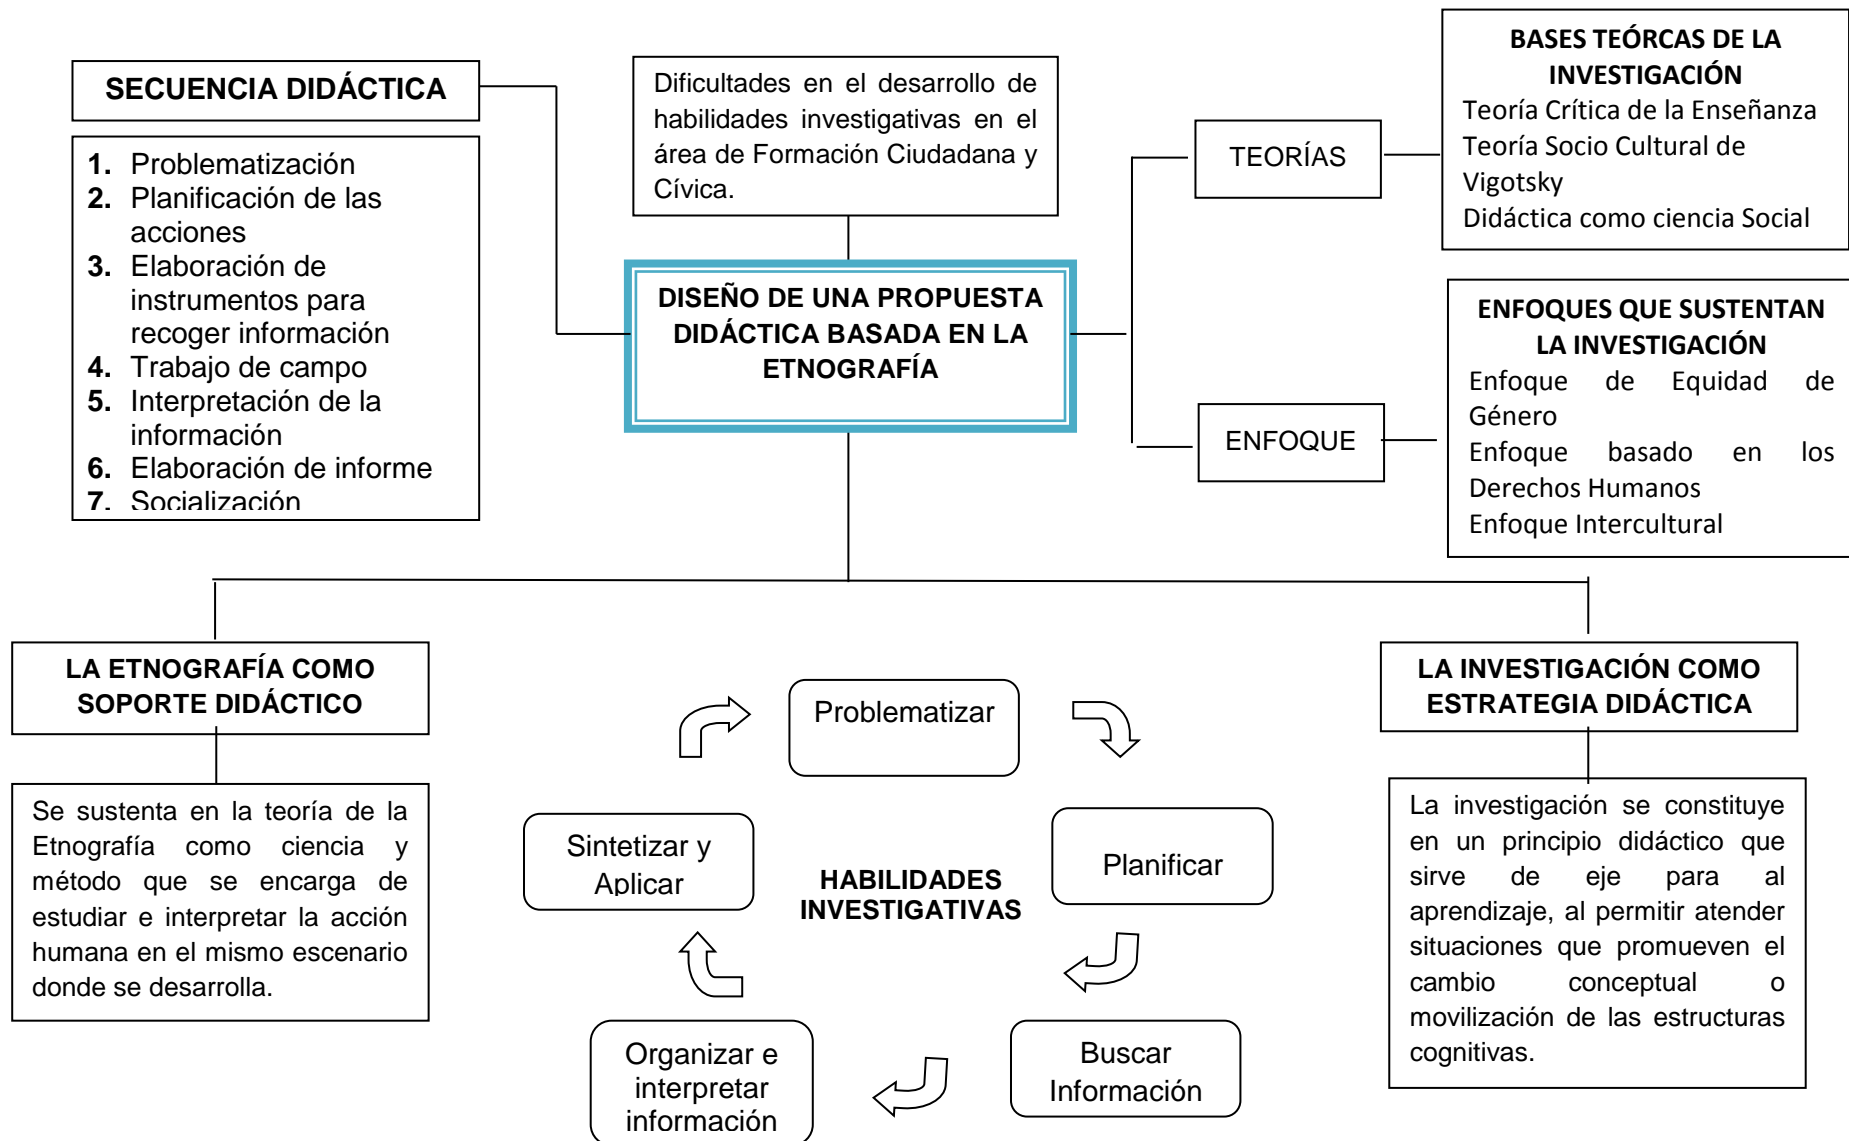 SECUENCIA DIDÁCTICA
1. Problematización
2. Planificación de las
acciones
3. Elaboración de
instrumentos para
recoger información
4. Trabajo de campo
5. Interpretación de la
información
6. Elaboración de informe
7. Socialización
Dificultades en el desarrollo de
habilidades investigativas en el
área de Formación Ciudadana y
Cívica.
DISEÑO DE UNA PROPUESTA
DIDÁCTICA BASADA EN LA
ETNOGRAFÍA
TEORÍAS
BASES TEÓRCAS DE LA
INVESTIGACIÓN
Teoría Crítica de la Enseñanza
Teoría Socio Cultural de
Vigotsky
Didáctica como ciencia Social
ENFOQUE
ENFOQUES QUE SUSTENTAN
LA INVESTIGACIÓN
Enfoque de Equidad de
Género
Enfoque basado en los
Derechos Humanos
Enfoque Intercultural
LA ETNOGRAFÍA COMO
SOPORTE DIDÁCTICO
Se sustenta en la teoría de la
Etnografía como ciencia y
método que se encarga de
estudiar e interpretar la acción
humana en el mismo escenario
donde se desarrolla.
Problematizar
Planificar
Buscar
Información
Organizar e
interpretar
información
Sintetizar y
Aplicar
HABILIDADES
INVESTIGATIVAS
LA INVESTIGACIÓN COMO
ESTRATEGIA DIDÁCTICA
La investigación se constituye
en un principio didáctico que
sirve de eje para al
aprendizaje, al permitir atender
situaciones que promueven el
cambio conceptual o
movilización de las estructuras
cognitivas.